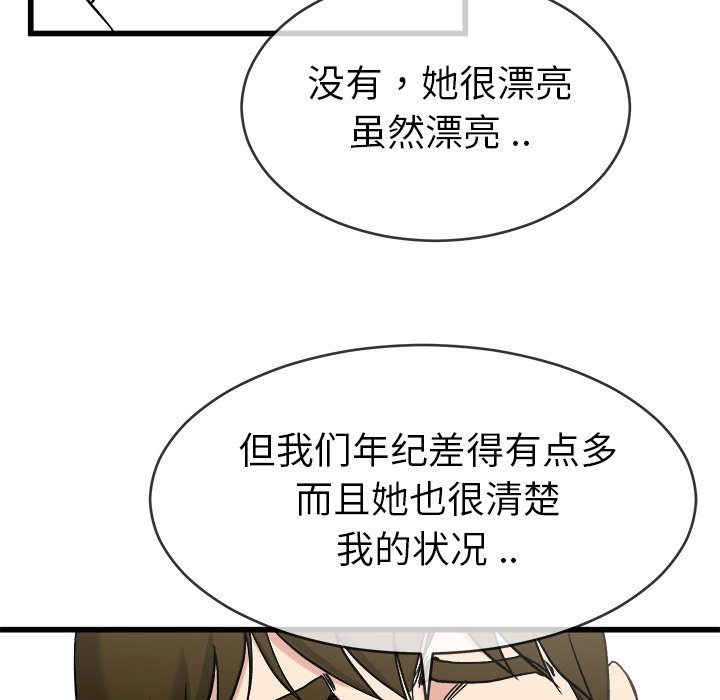 没有，她很漂亮
虽然漂亮 ..
但我们年纪差得有点多
而且她也很清楚
我的状况 ..